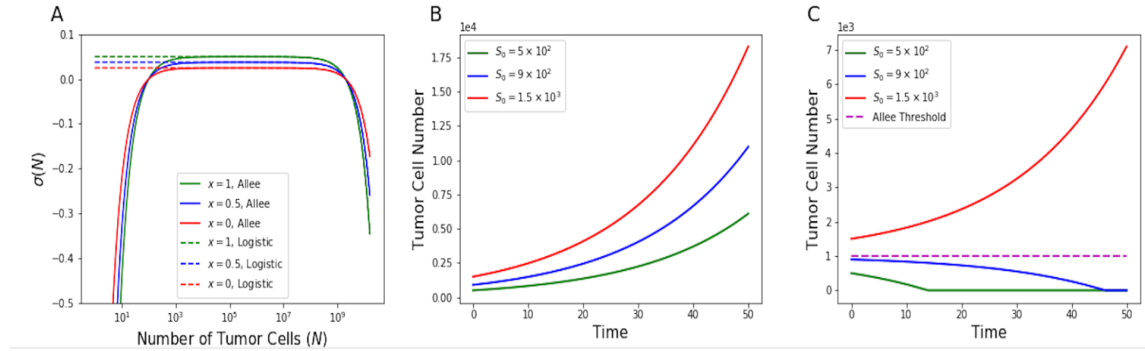 A
σ(N)
0.1
0.0
−0.1
−0.2
−0.3
−0.4
−0.5
x = 1, Allee
x = 0.5, Allee
x = 0, Allee
x = 1, Logistic
x = 0.5, Logistic
x = 0, Logistic
10¹ 10³ 10⁵ 10⁷ 10⁹
Number of Tumor Cells (N)
B
1e4
Tumor Cell Number
1.75
1.50
1.25
1.00
0.75
0.50
0.25
0.00
S₀ = 5 × 10²
S₀ = 9 × 10²
S₀ = 1.5 × 10³
0 10 20 30 40 50
Time
C
1e3
Tumor Cell Number
7
6
5
4
3
2
1
0
S₀ = 5 × 10²
S₀ = 9 × 10²
S₀ = 1.5 × 10³
Allee Threshold
0 10 20 30 40 50
Time